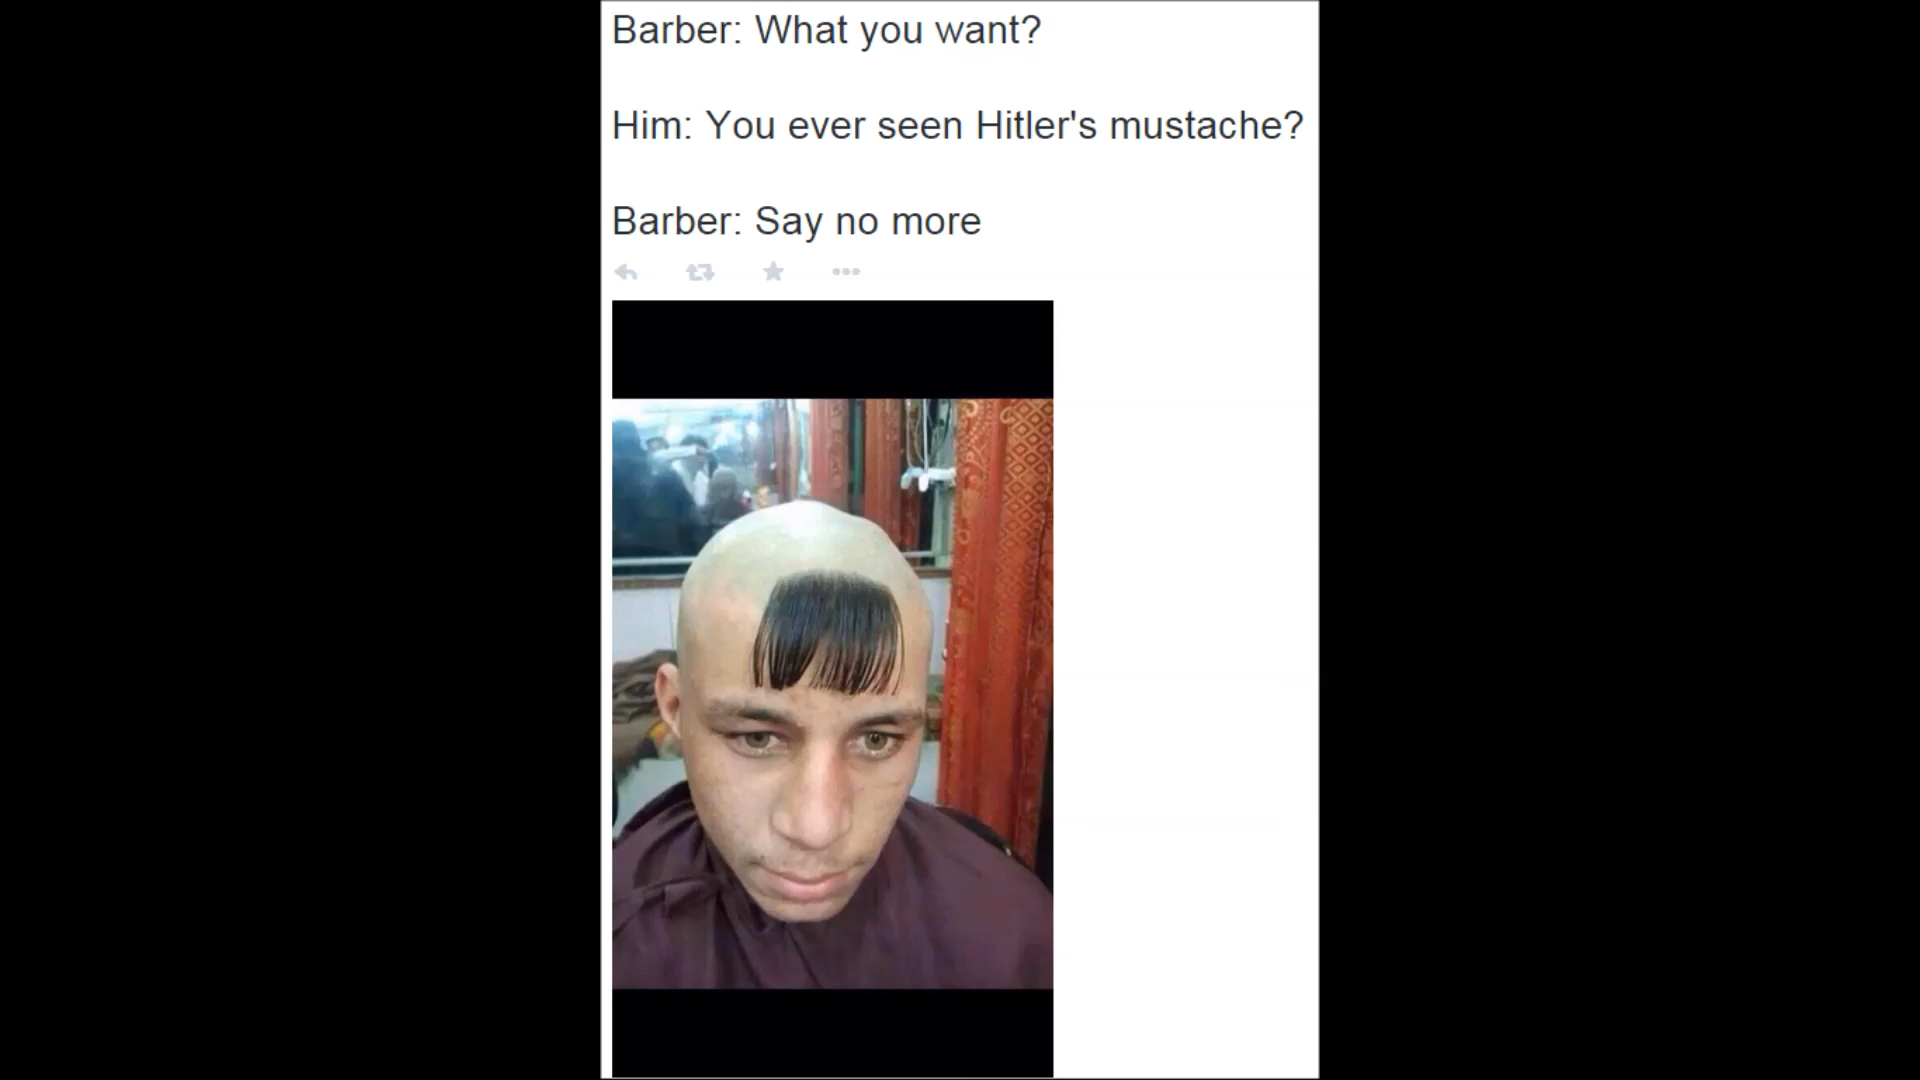 Barber: What you want?
Him: You ever seen Hitler's mustache?
Barber: Say no more